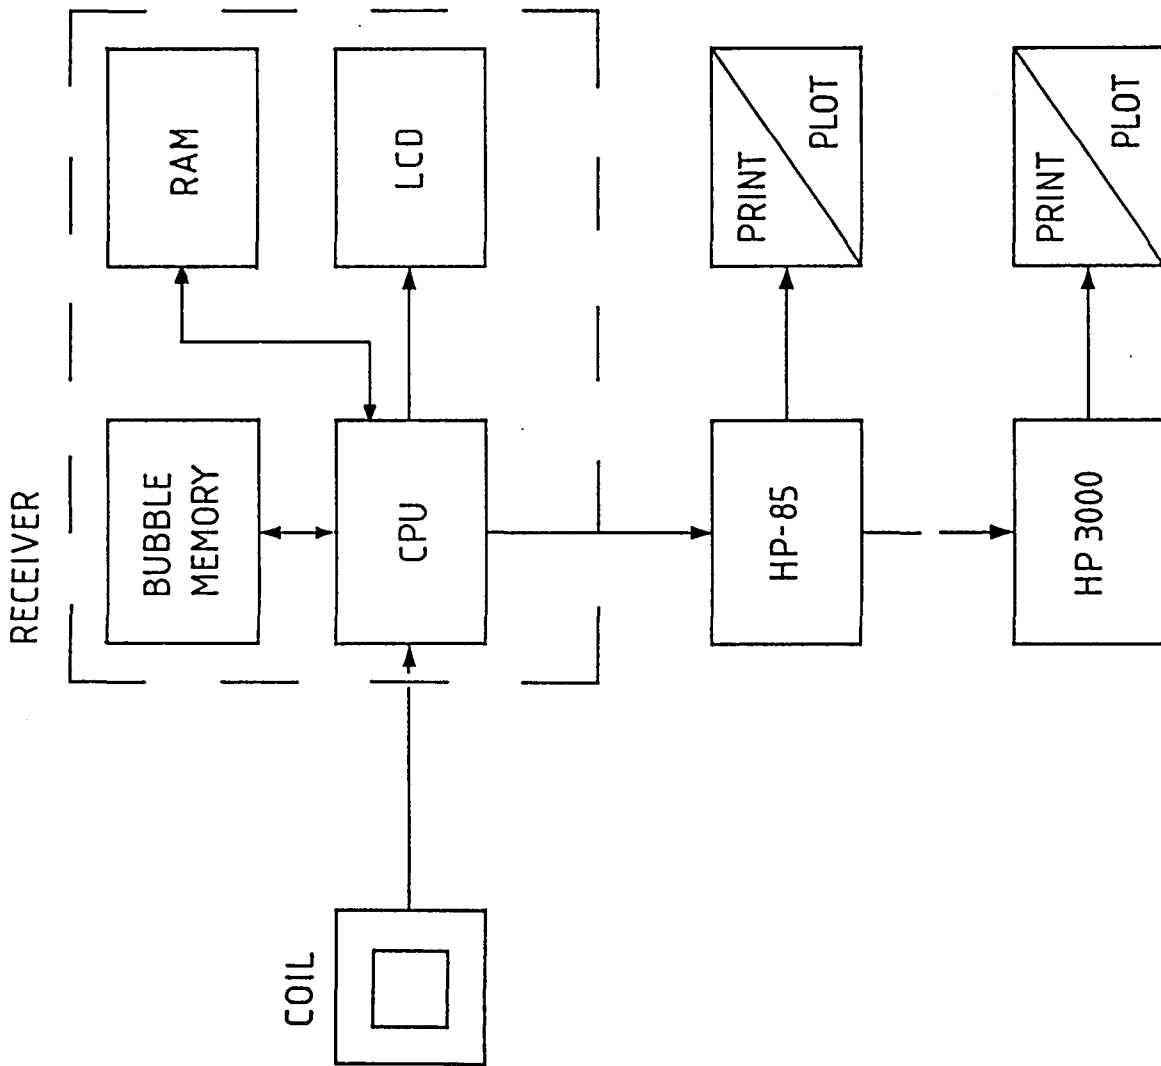 RECEIVER
COIL
BUBBLE
MEMORY
RAM
CPU
LCD
HP-85
PRINT
PLOT
HP 3000
PRINT
PLOT